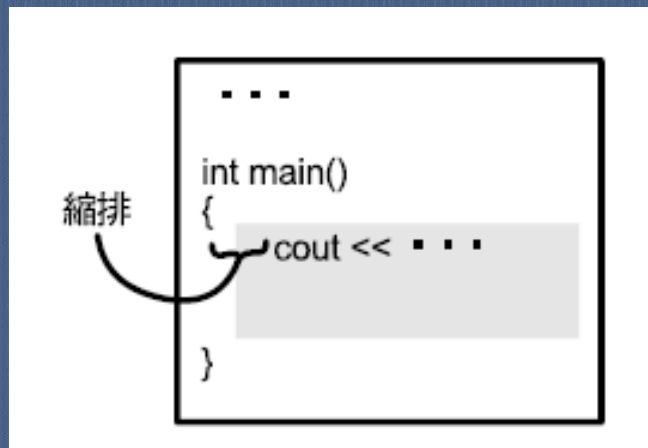 ...
int main()
縮排
{
cout << ...
}